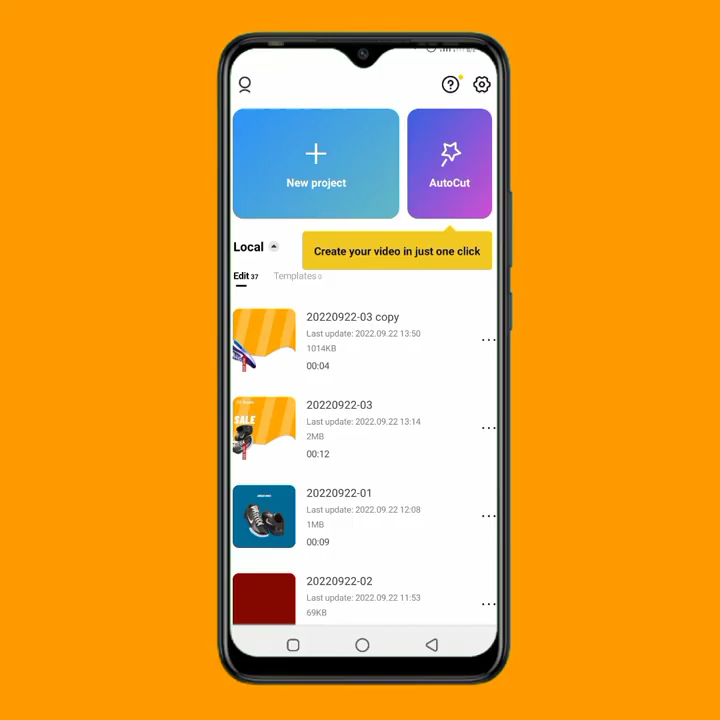 New project
AutoCut
Local
Create your video in just one click
Edit 37
Templates 0
20220922-03 copy
Last update: 2022.09.22 13:50
1014KB
00:04
SALE
20220922-03
Last update: 2022.09.22 13:14
2MB
00:12
20220922-01
Last update: 2022.09.22 12:08
1MB
00:09
20220922-02
Last update: 2022.09.22 11:53
69KB